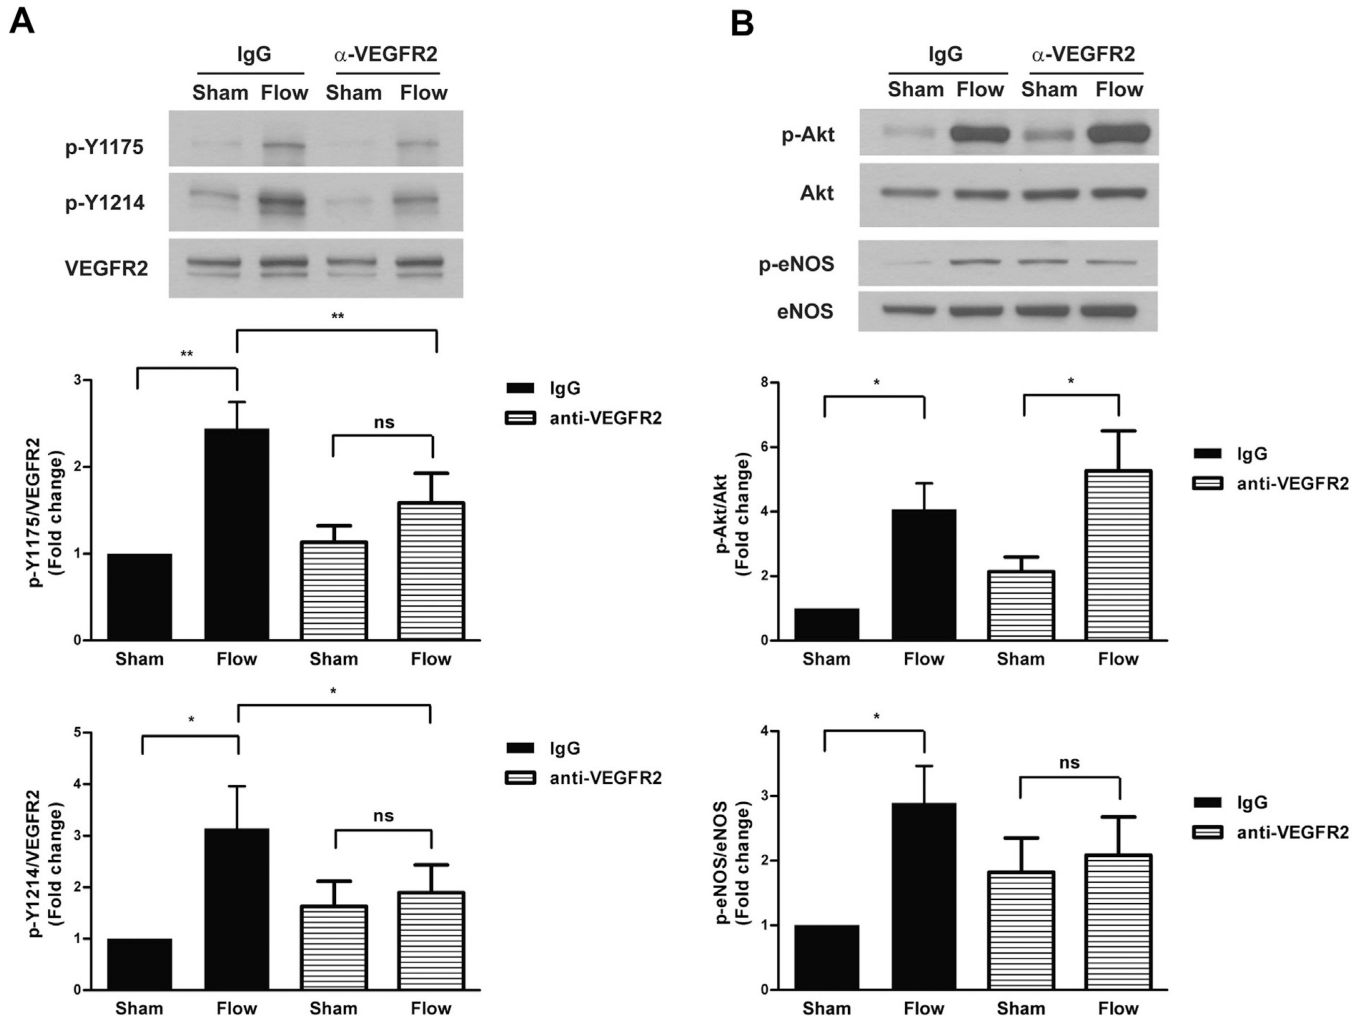 A
IgG α-VEGFR2
Sham Flow Sham Flow
p-Y1175
p-Y1214
VEGFR2
**
**
ns
3
2
1
0
p-Y1175/VEGFR2
(Fold change)
IgG
anti-VEGFR2
Sham Flow Sham Flow
*
*
ns
5
4
3
2
1
0
p-Y1214/VEGFR2
(Fold change)
IgG
anti-VEGFR2
Sham Flow Sham Flow
B
IgG α-VEGFR2
Sham Flow Sham Flow
p-Akt
Akt
p-eNOS
eNOS
* *
8
6
4
2
0
p-Akt/Akt
(Fold change)
IgG
anti-VEGFR2
Sham Flow Sham Flow
*
ns
4
3
2
1
0
p-eNOS/eNOS
(Fold change)
IgG
anti-VEGFR2
Sham Flow Sham Flow